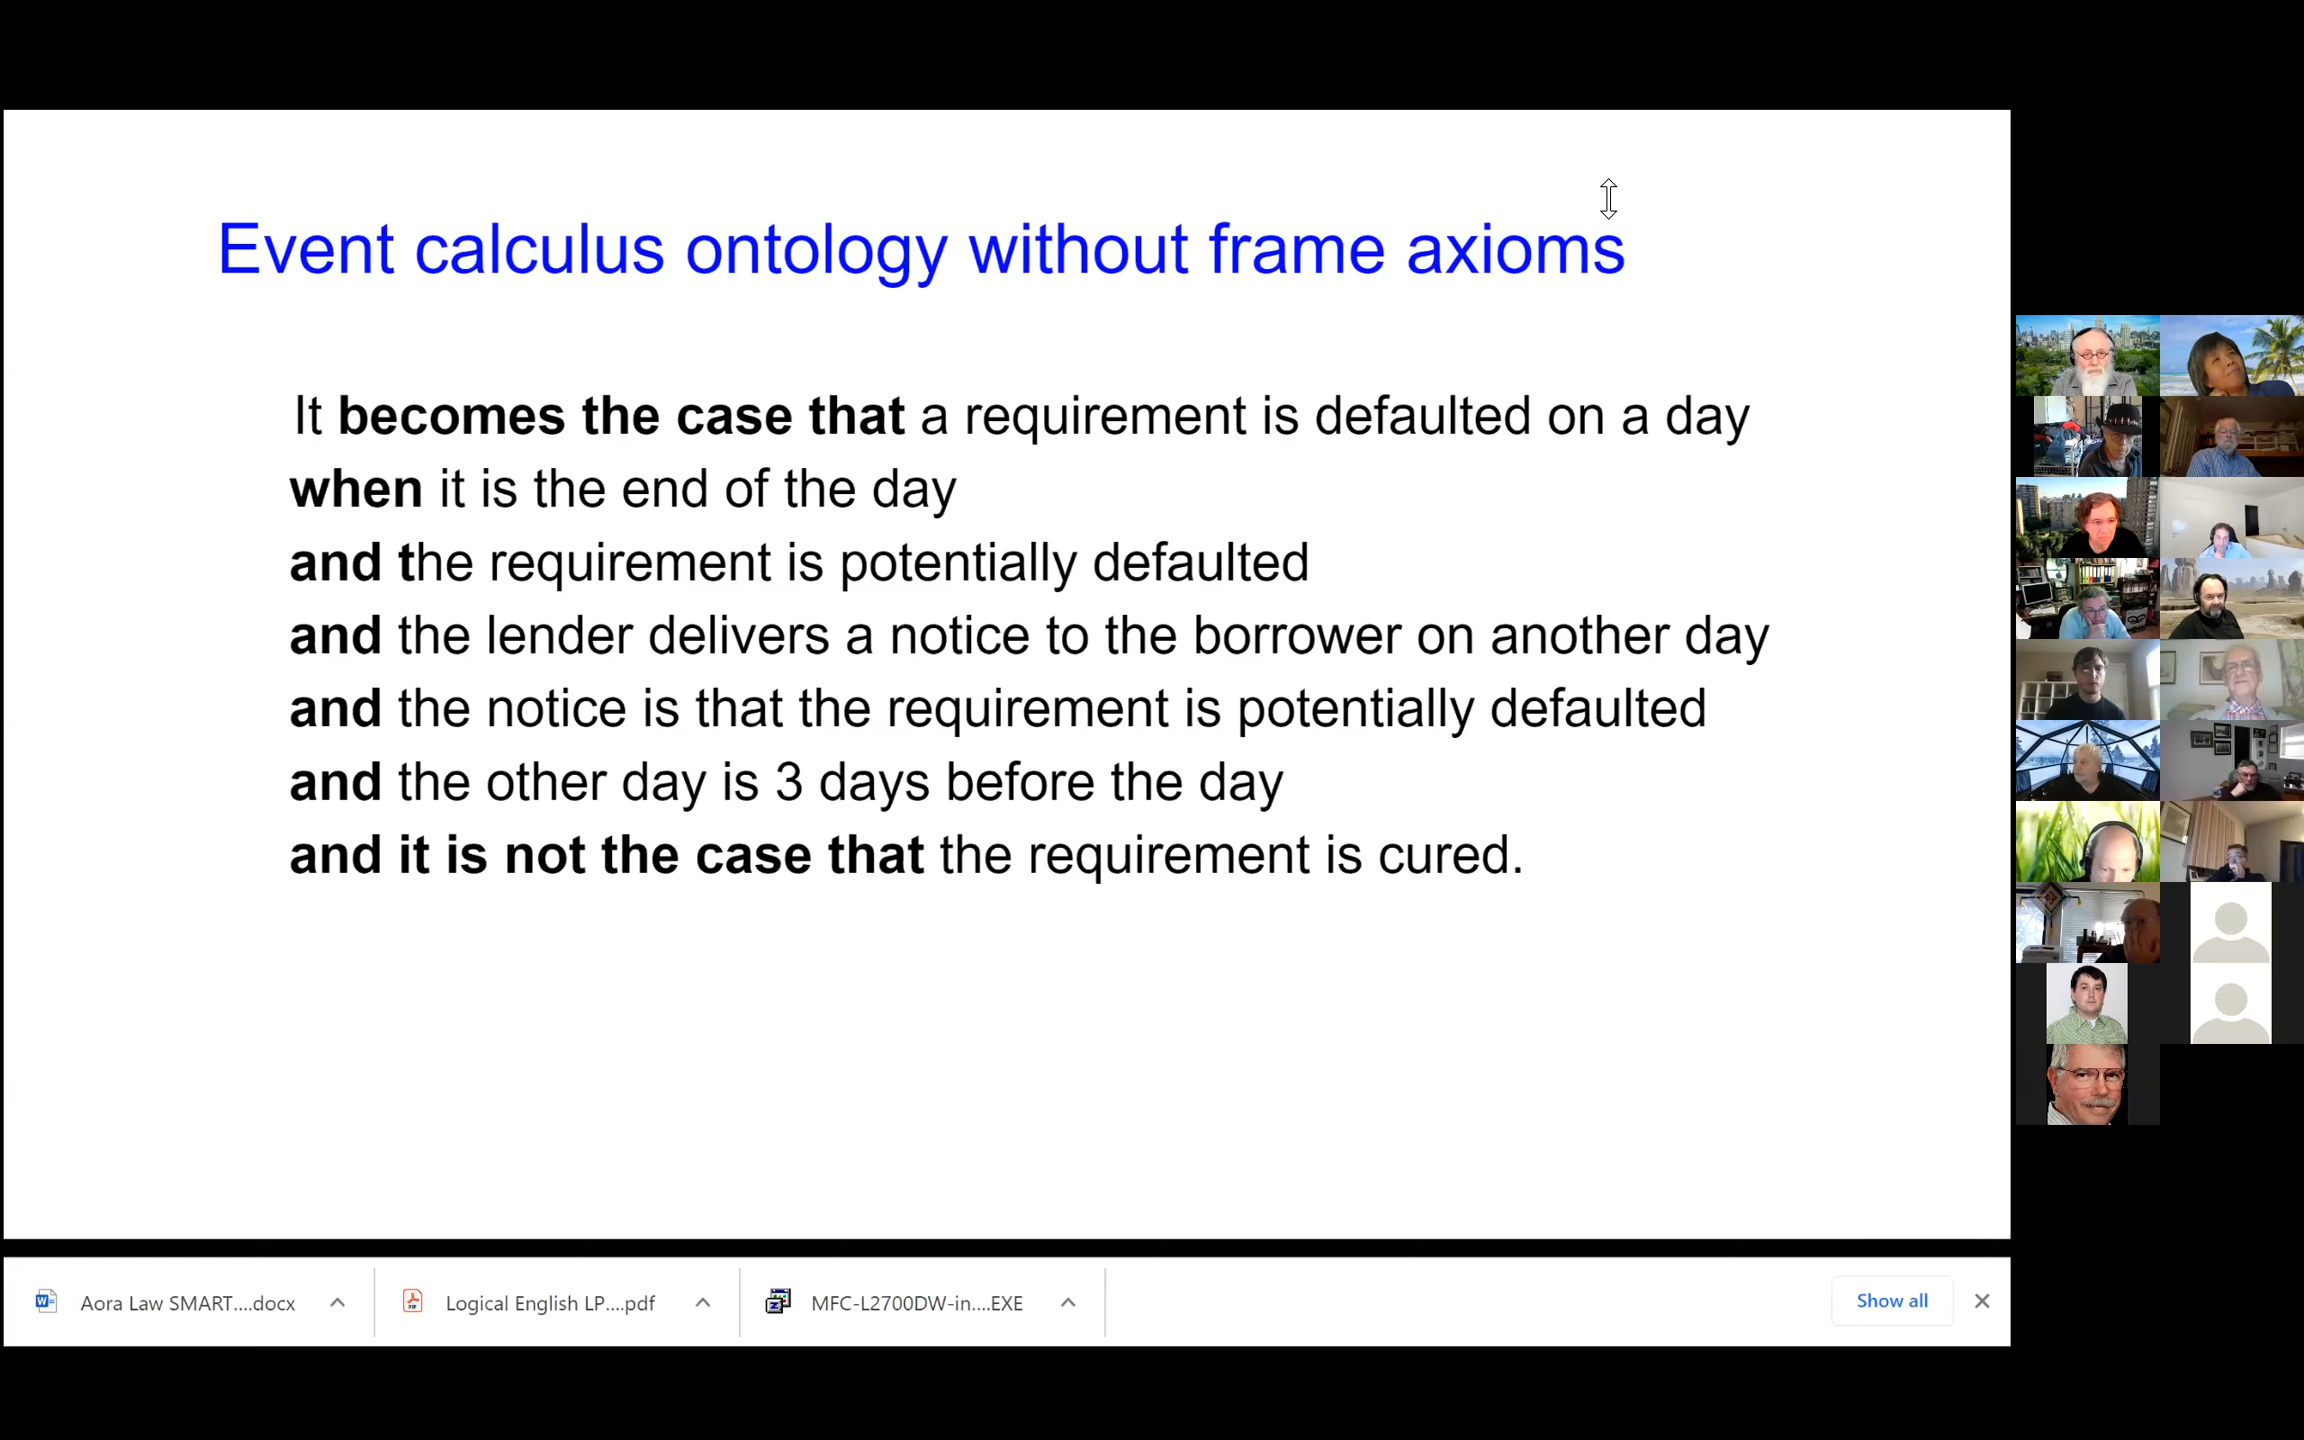 Event calculus ontology without frame axioms
It becomes the case that a requirement is defaulted on a day
when it is the end of the day
and the requirement is potentially defaulted
and the lender delivers a notice to the borrower on another day
and the notice is that the requirement is potentially defaulted
and the other day is 3 days before the day
and it is not the case that the requirement is cured.
Aora Law SMART....docx
Logical English LP....pdf
MFC-L2700DW-in....EXE
Show all